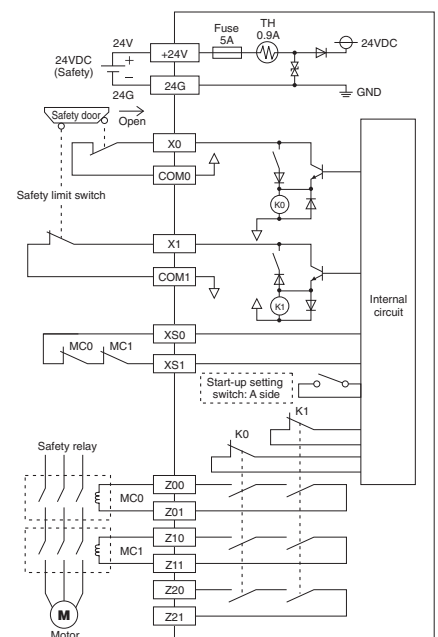 Fuse
5A
TH
0.9A
24VDC
24V
+24V
24VDC
(Safety)
+
−
24G
24G
GND
Safety door
Open
X0
COM0
K0
Safety limit switch
X1
COM1
K1
Internal
circuit
XS0
MC0
MC1
XS1
Start-up setting
switch: A side
K1
K0
Safety relay
Z00
MC0
Z01
Z10
MC1
Z11
Z20
M
Z21
Motor